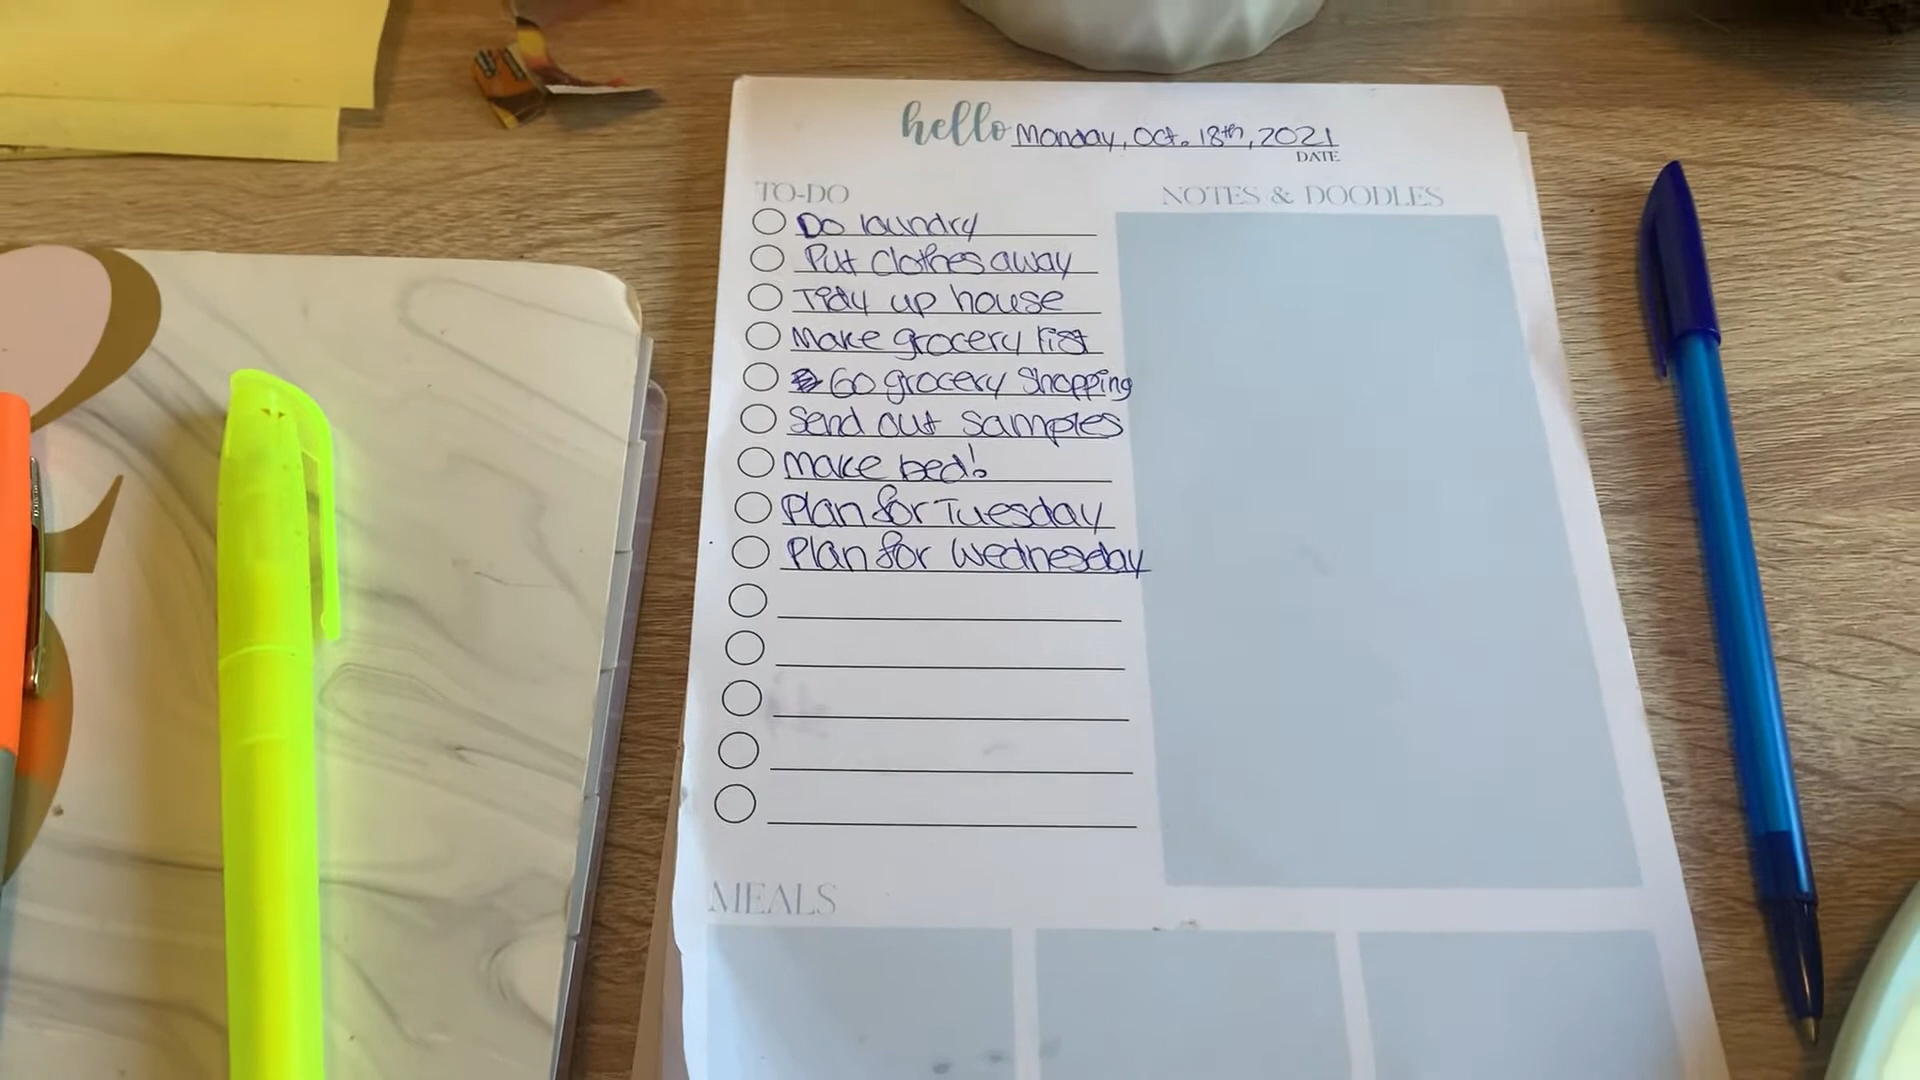 hello Monday, Oct. 18th, 2021
DATE
TO-DO
Do laundry
Put clothes away
Tidy up house
Make grocery list
Go grocery shopping
Send out samples
Make bed!
Plan for Tuesday
Plan for Wednesday
NOTES & DOODLES
MEALS